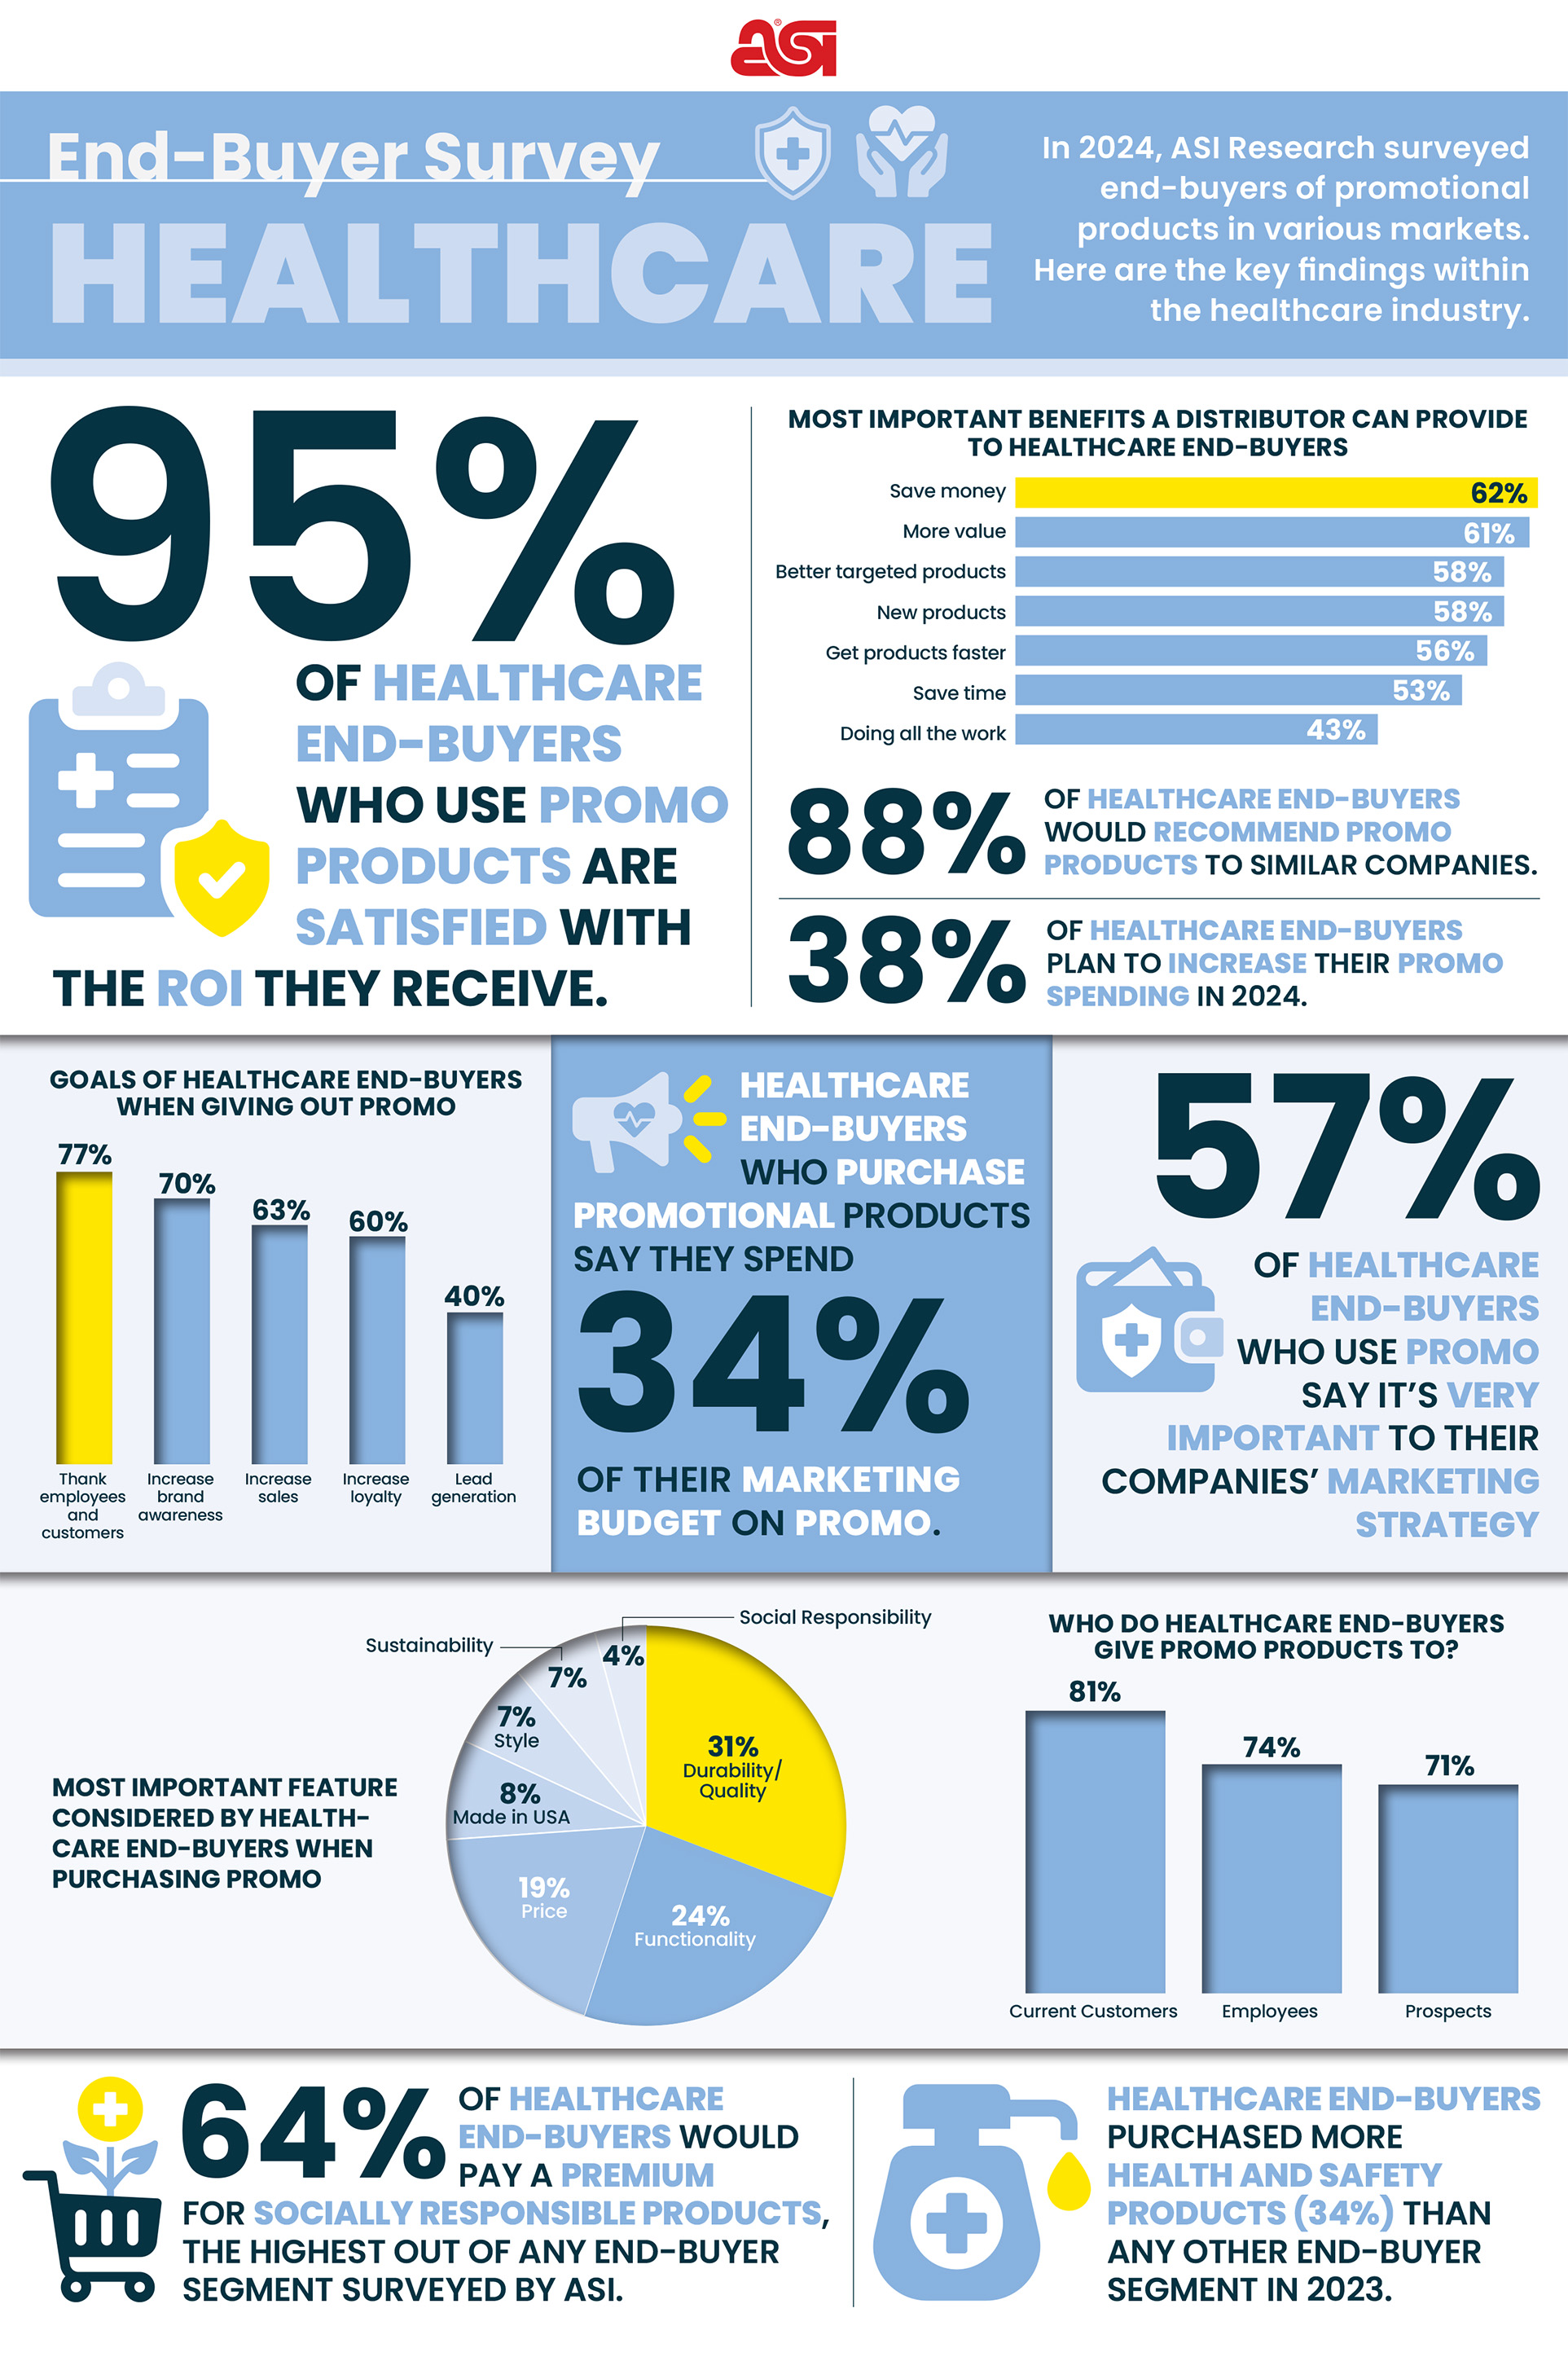 ASI®
End-Buyer Survey
HEALTHCARE
In 2024, ASI Research surveyed
end-buyers of promotional
products in various markets.
Here are the key findings within
the healthcare industry.
95%
OF HEALTHCARE
END-BUYERS
WHO USE PROMO
PRODUCTS ARE
SATISFIED WITH
THE ROI THEY RECEIVE.
MOST IMPORTANT BENEFITS A DISTRIBUTOR CAN PROVIDE
TO HEALTHCARE END-BUYERS
Save money 62%
More value 61%
Better targeted products 58%
New products 58%
Get products faster 56%
Save time 53%
Doing all the work 43%
88%
OF HEALTHCARE END-BUYERS
WOULD RECOMMEND PROMO
PRODUCTS TO SIMILAR COMPANIES.
38%
OF HEALTHCARE END-BUYERS
PLAN TO INCREASE THEIR PROMO
SPENDING IN 2024.
GOALS OF HEALTHCARE END-BUYERS
WHEN GIVING OUT PROMO
77%
70%
63%
60%
40%
Thank
employees
and
customers
Increase
brand
awareness
Increase
sales
Increase
loyalty
Lead
generation
HEALTHCARE
END-BUYERS
WHO PURCHASE
PROMOTIONAL PRODUCTS
SAY THEY SPEND
34%
OF THEIR MARKETING
BUDGET ON PROMO.
57%
OF HEALTHCARE
END-BUYERS
WHO USE PROMO
SAY IT’S VERY
IMPORTANT TO THEIR
COMPANIES’ MARKETING
STRATEGY
MOST IMPORTANT FEATURE
CONSIDERED BY HEALTH-
CARE END-BUYERS WHEN
PURCHASING PROMO
Social Responsibility
4%
Sustainability
7%
7%
Style
8%
Made in USA
19%
Price
24%
Functionality
31%
Durability/
Quality
WHO DO HEALTHCARE END-BUYERS
GIVE PROMO PRODUCTS TO?
81%
74%
71%
Current Customers
Employees
Prospects
64%
OF HEALTHCARE
END-BUYERS WOULD
PAY A PREMIUM
FOR SOCIALLY RESPONSIBLE PRODUCTS,
THE HIGHEST OUT OF ANY END-BUYER
SEGMENT SURVEYED BY ASI.
HEALTHCARE END-BUYERS
PURCHASED MORE
HEALTH AND SAFETY
PRODUCTS (34%) THAN
ANY OTHER END-BUYER
SEGMENT IN 2023.